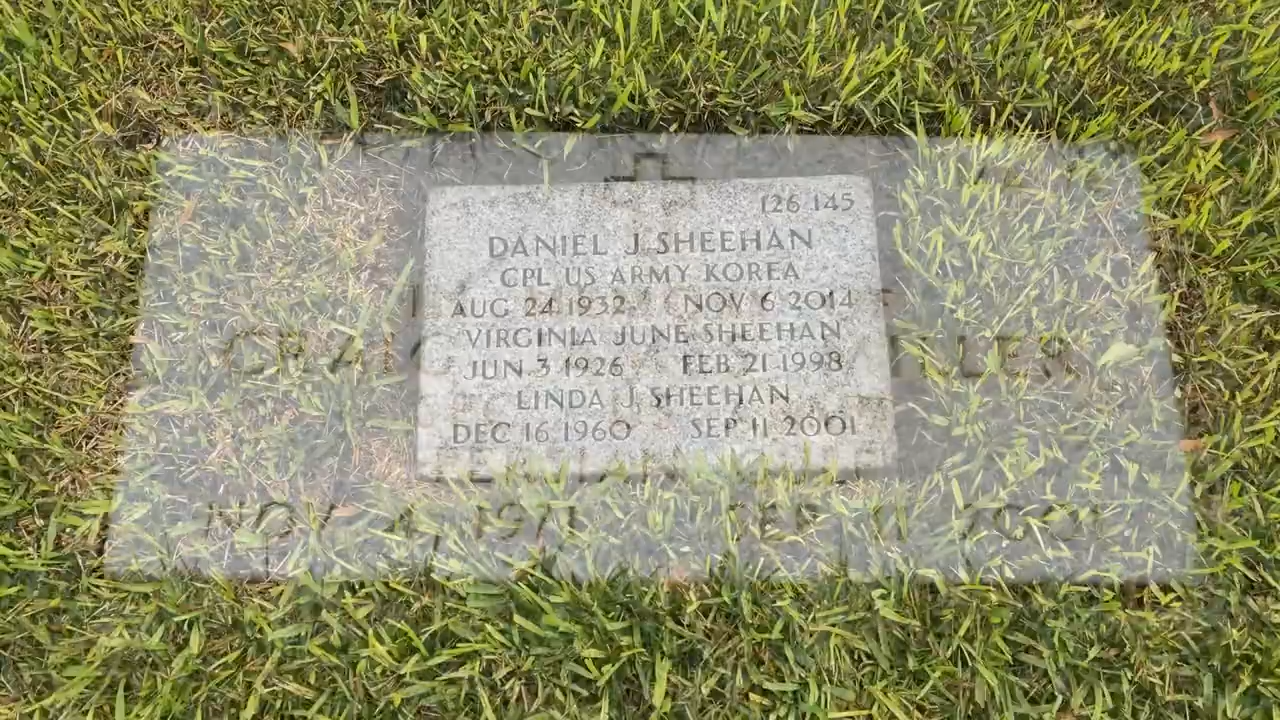 126 145
DANIEL J SHEEHAN
CPL US ARMY KOREA
AUG 24 1932 NOV 6 2014
VIRGINIA JUNE SHEEHAN
JUN 3 1926 FEB 21 1998
LINDA J SHEEHAN
DEC 16 1960 SEP 11 2001
1971